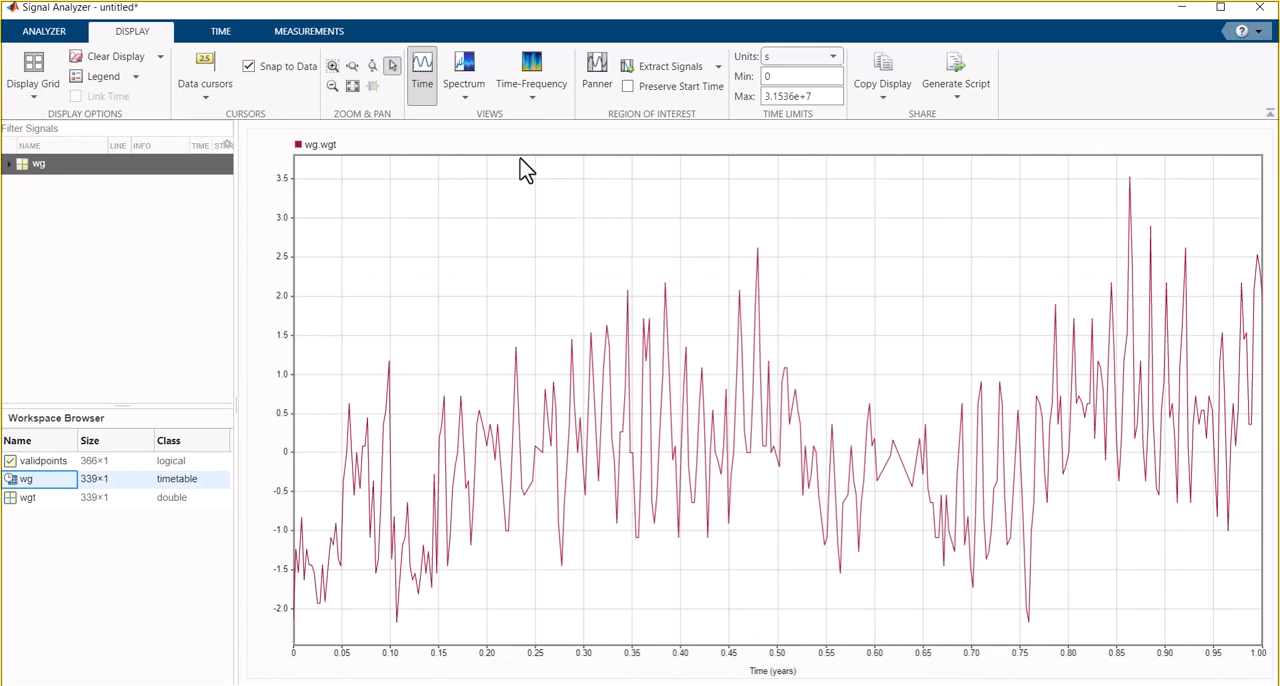 Signal Analyzer - untitled*
ANALYZER DISPLAY TIME MEASUREMENTS
Display Grid
Clear Display
Legend
Link Time
DISPLAY OPTIONS
2.5
Data cursors
Snap to Data
CURSORS
ZOOM & PAN
Time
Spectrum
Time-Frequency
VIEWS
Panner
Extract Signals
Preserve Start Time
REGION OF INTEREST
Units: s
Min: 0
Max: 3.1536e+7
TIME LIMITS
Copy Display
Generate Script
SHARE
Filter Signals
NAME LINE INFO TIME
wg
Workspace Browser
Name Size Class
validpoints 366×1 logical
wg 339×1 timetable
wgt 339×1 double
wg.wgt
3.5
3.0
2.5
2.0
1.5
1.0
0.5
0
-0.5
-1.0
-1.5
-2.0
0 0.05 0.10 0.15 0.20 0.25 0.30 0.35 0.40 0.45 0.50 0.55 0.60 0.65 0.70 0.75 0.80 0.85 0.90 0.95 1.00
Time (years)